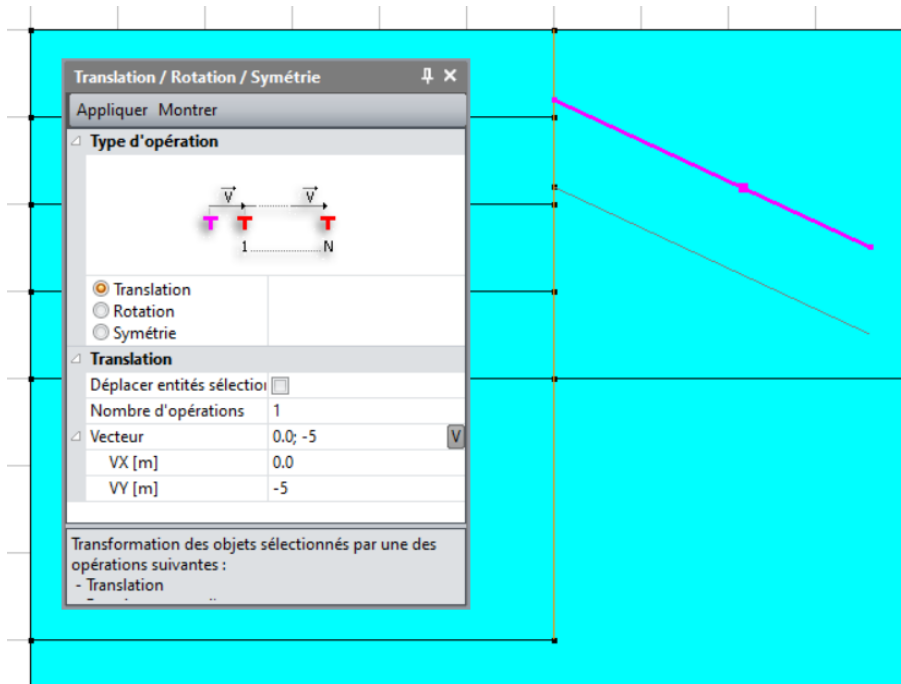 Translation / Rotation / Symétrie
Appliquer Montrer
Type d'opération
V V
T T T
1 N
Translation
Rotation
Symétrie
Translation
Déplacer entités sélection
Nombre d'opérations 1
Vecteur 0.0; -5 V
VX [m] 0.0
VY [m] -5
Transformation des objets sélectionnés par une des
opérations suivantes :
- Translation